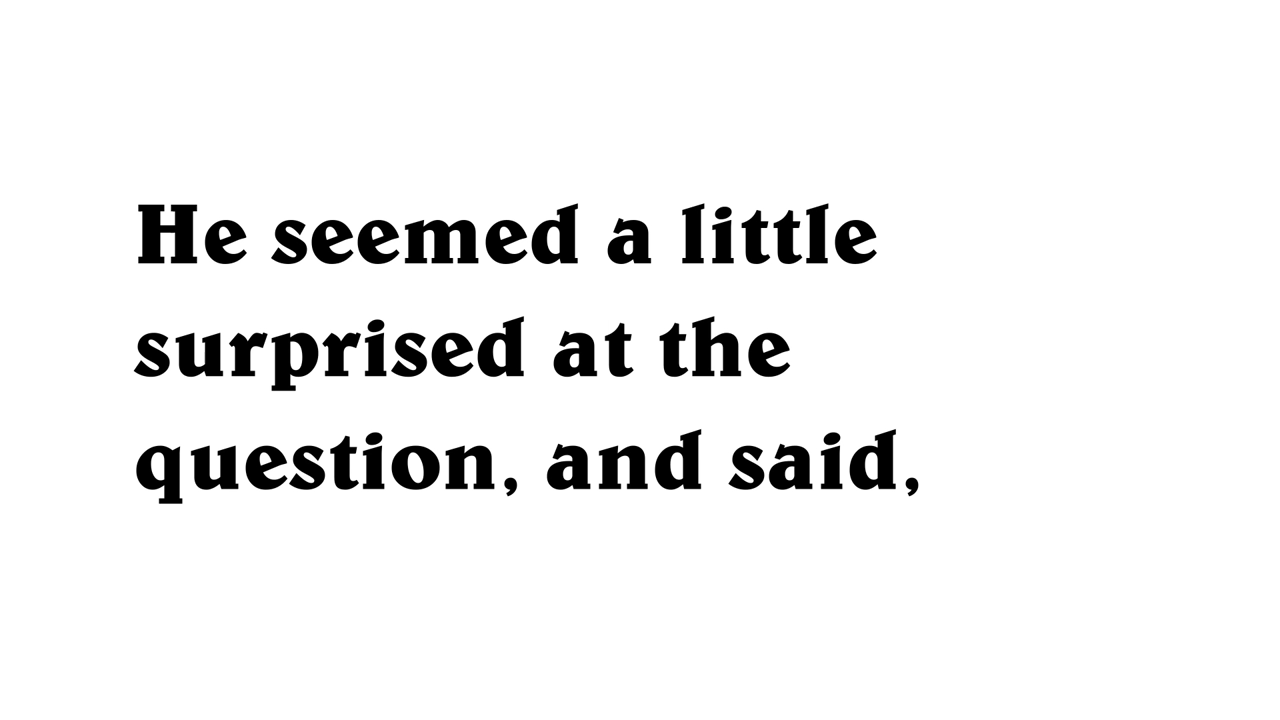 He seemed a little
surprised at the
question, and said,